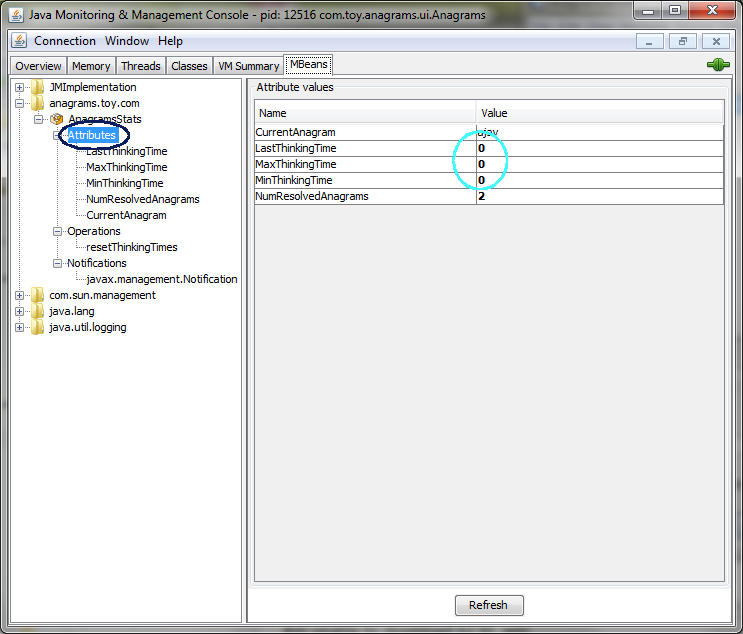 Java Monitoring & Management Console - pid: 12516 com.toy.anagrams.ui.Anagrams
Connection Window Help
Overview Memory Threads Classes VM Summary MBeans
JMImplementation
anagrams.toy.com
AnagramsStats
Attributes
LastThinkingTime
MaxThinkingTime
MinThinkingTime
NumResolvedAnagrams
CurrentAnagram
Operations
resetThinkingTimes
Notifications
javax.management.Notification
com.sun.management
java.lang
java.util.logging
Attribute values
Name Value
CurrentAnagram ajav
LastThinkingTime 0
MaxThinkingTime 0
MinThinkingTime 0
NumResolvedAnagrams 2
Refresh